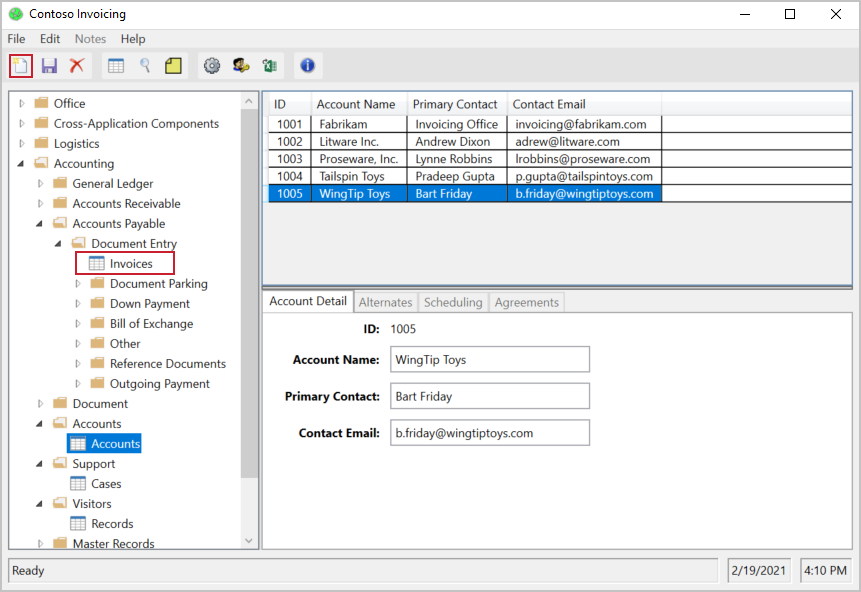 Contoso Invoicing
File Edit Notes Help
Office
Cross-Application Components
Logistics
Accounting
General Ledger
Accounts Receivable
Accounts Payable
Document Entry
Invoices
Document Parking
Down Payment
Bill of Exchange
Other
Reference Documents
Outgoing Payment
Document
Accounts
Accounts
Support
Cases
Visitors
Records
Master Records
ID Account Name Primary Contact Contact Email
1001 Fabrikam Invoicing Office invoicing@fabrikam.com
1002 Litware Inc. Andrew Dixon adrew@litware.com
1003 Proseware, Inc. Lynne Robbins lrobbins@proseware.com
1004 Tailspin Toys Pradeep Gupta p.gupta@tailspintoys.com
1005 WingTip Toys Bart Friday b.friday@wingtiptoys.com
Account Detail Alternates Scheduling Agreements
ID: 1005
Account Name: WingTip Toys
Primary Contact: Bart Friday
Contact Email: b.friday@wingtiptoys.com
Ready 2/19/2021 4:10 PM